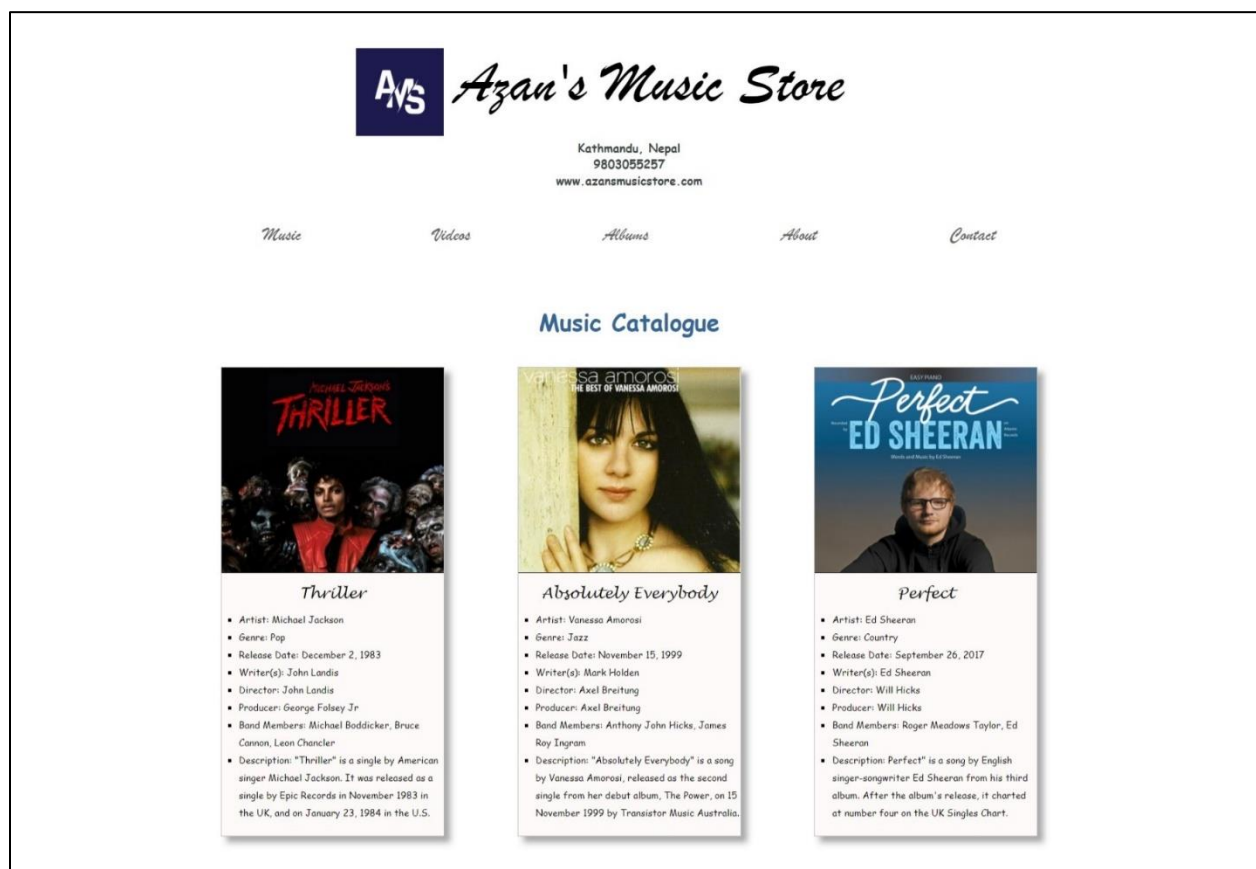 AMS
Azan's Music Store
Kathmandu, Nepal
9803055257
www.azansmusicstore.com
Music Videos Albums About Contact
Music Catalogue
MICHAEL JACKSON'S
THRILLER
Thriller
Artist: Michael Jackson
Genre: Pop
Release Date: December 2, 1983
Writer(s): John Landis
Director: John Landis
Producer: George Folsey Jr
Band Members: Michael Boddicker, Bruce
Cannon, Leon Chancler
Description: "Thriller" is a single by American
singer Michael Jackson. It was released as a
single by Epic Records in November 1983 in
the UK, and on January 23, 1984 in the U.S.
vanessa amorosi
THE BEST OF VANESSA AMOROSI
Absolutely Everybody
Artist: Vanessa Amorosi
Genre: Jazz
Release Date: November 15, 1999
Writer(s): Mark Holden
Director: Axel Breitung
Producer: Axel Breitung
Band Members: Anthony John Hicks, James
Roy Ingram
Description: "Absolutely Everybody" is a song
by Vanessa Amorosi, released as the second
single from her debut album, The Power, on 15
November 1999 by Transistor Music Australia.
EASY PIANO
Perfect
Recorded
by
ED SHEERAN
on
Atlantic
Records
Words and Music by Ed Sheeran
Perfect
Artist: Ed Sheeran
Genre: Country
Release Date: September 26, 2017
Writer(s): Ed Sheeran
Director: Will Hicks
Producer: Will Hicks
Band Members: Roger Meadows Taylor, Ed
Sheeran
Description: Perfect" is a song by English
singer-songwriter Ed Sheeran from his third
album. After the album's release, it charted
at number four on the UK Singles Chart.